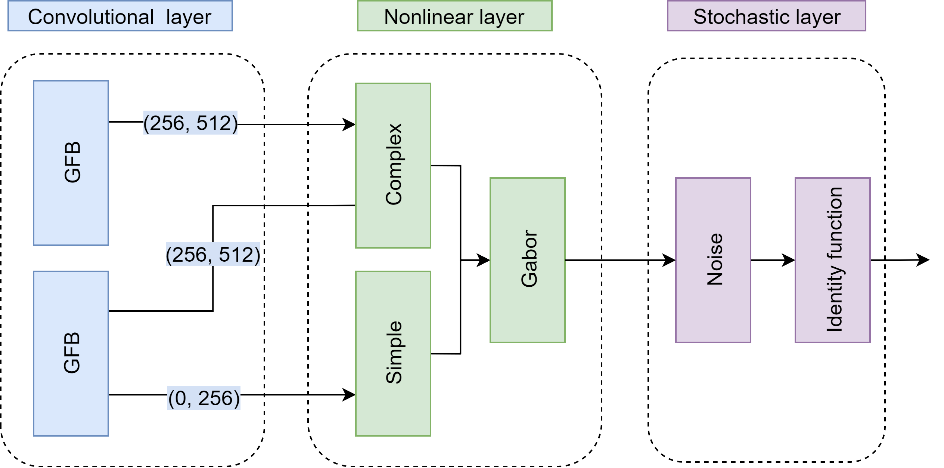 Convolutional layer
Nonlinear layer
Stochastic layer
GFB
(256, 512)
Complex
(256, 512)
GFB
(0, 256)
Simple
Gabor
Noise
Identity function